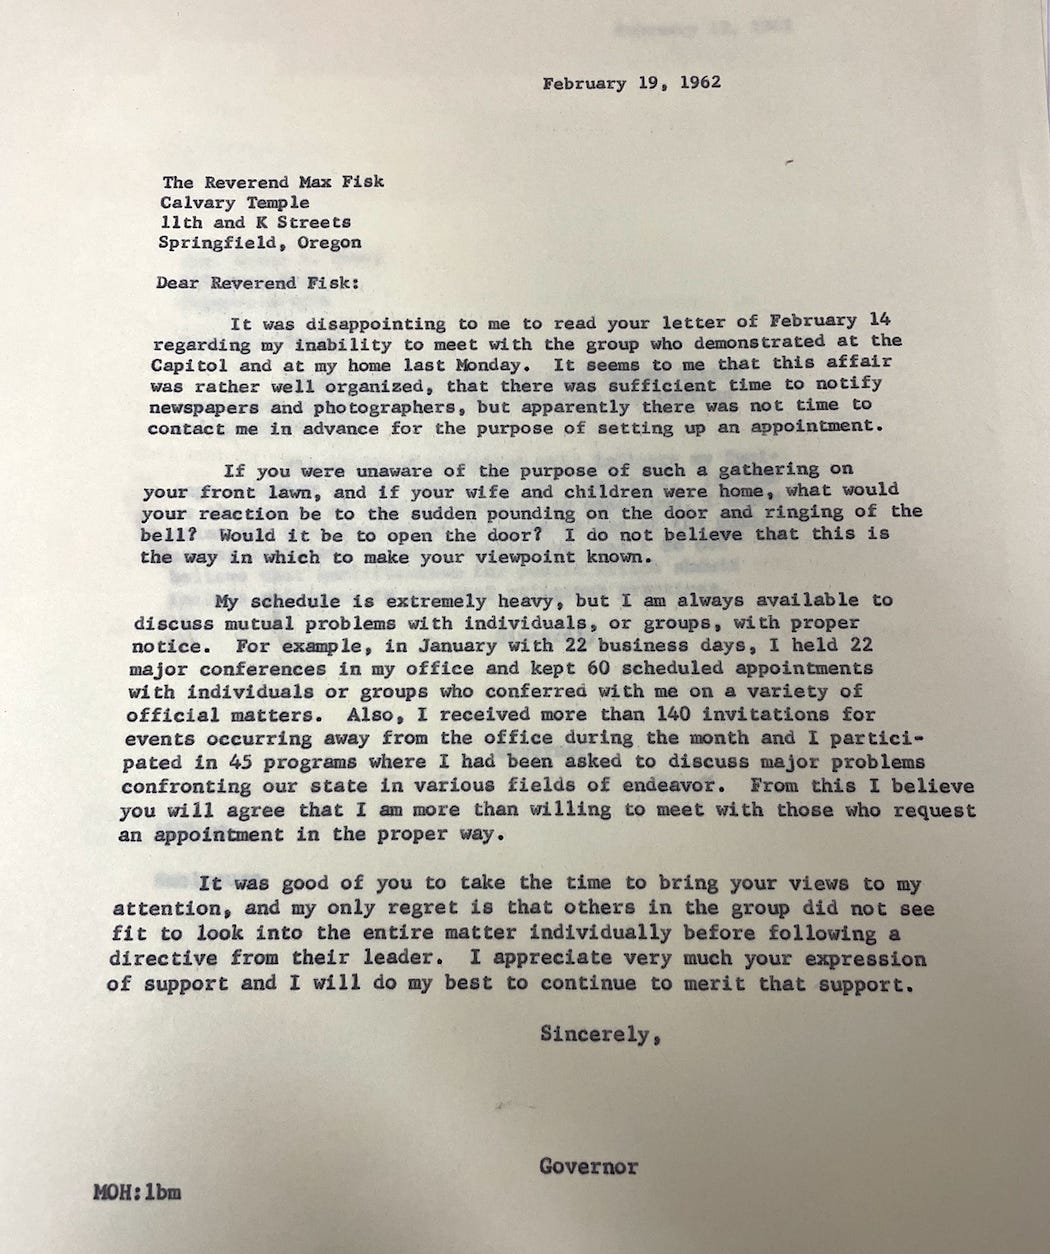 February 19, 1962
The Reverend Max Fisk
Calvary Temple
11th and K Streets
Springfield, Oregon
Dear Reverend Fisk:
It was disappointing to me to read your letter of February 14
regarding my inability to meet with the group who demonstrated at the
Capitol and at my home last Monday. It seems to me that this affair
was rather well organized, that there was sufficient time to notify
newspapers and photographers, but apparently there was not time to
contact me in advance for the purpose of setting up an appointment.
If you were unaware of the purpose of such a gathering on
your front lawn, and if your wife and children were home, what would
your reaction be to the sudden pounding on the door and ringing of the
bell? Would it be to open the door? I do not believe that this is
the way in which to make your viewpoint known.
My schedule is extremely heavy, but I am always available to
discuss mutual problems with individuals, or groups, with proper
notice. For example, in January with 22 business days, I held 22
major conferences in my office and kept 60 scheduled appointments
with individuals or groups who conferred with me on a variety of
official matters. Also, I received more than 140 invitations for
events occurring away from the office during the month and I partici-
pated in 45 programs where I had been asked to discuss major problems
confronting our state in various fields of endeavor. From this I believe
you will agree that I am more than willing to meet with those who request
an appointment in the proper way.
It was good of you to take the time to bring your views to my
attention, and my only regret is that others in the group did not see
fit to look into the entire matter individually before following a
directive from their leader. I appreciate very much your expression
of support and I will do my best to continue to merit that support.
Sincerely,
Governor
MOH:lbm